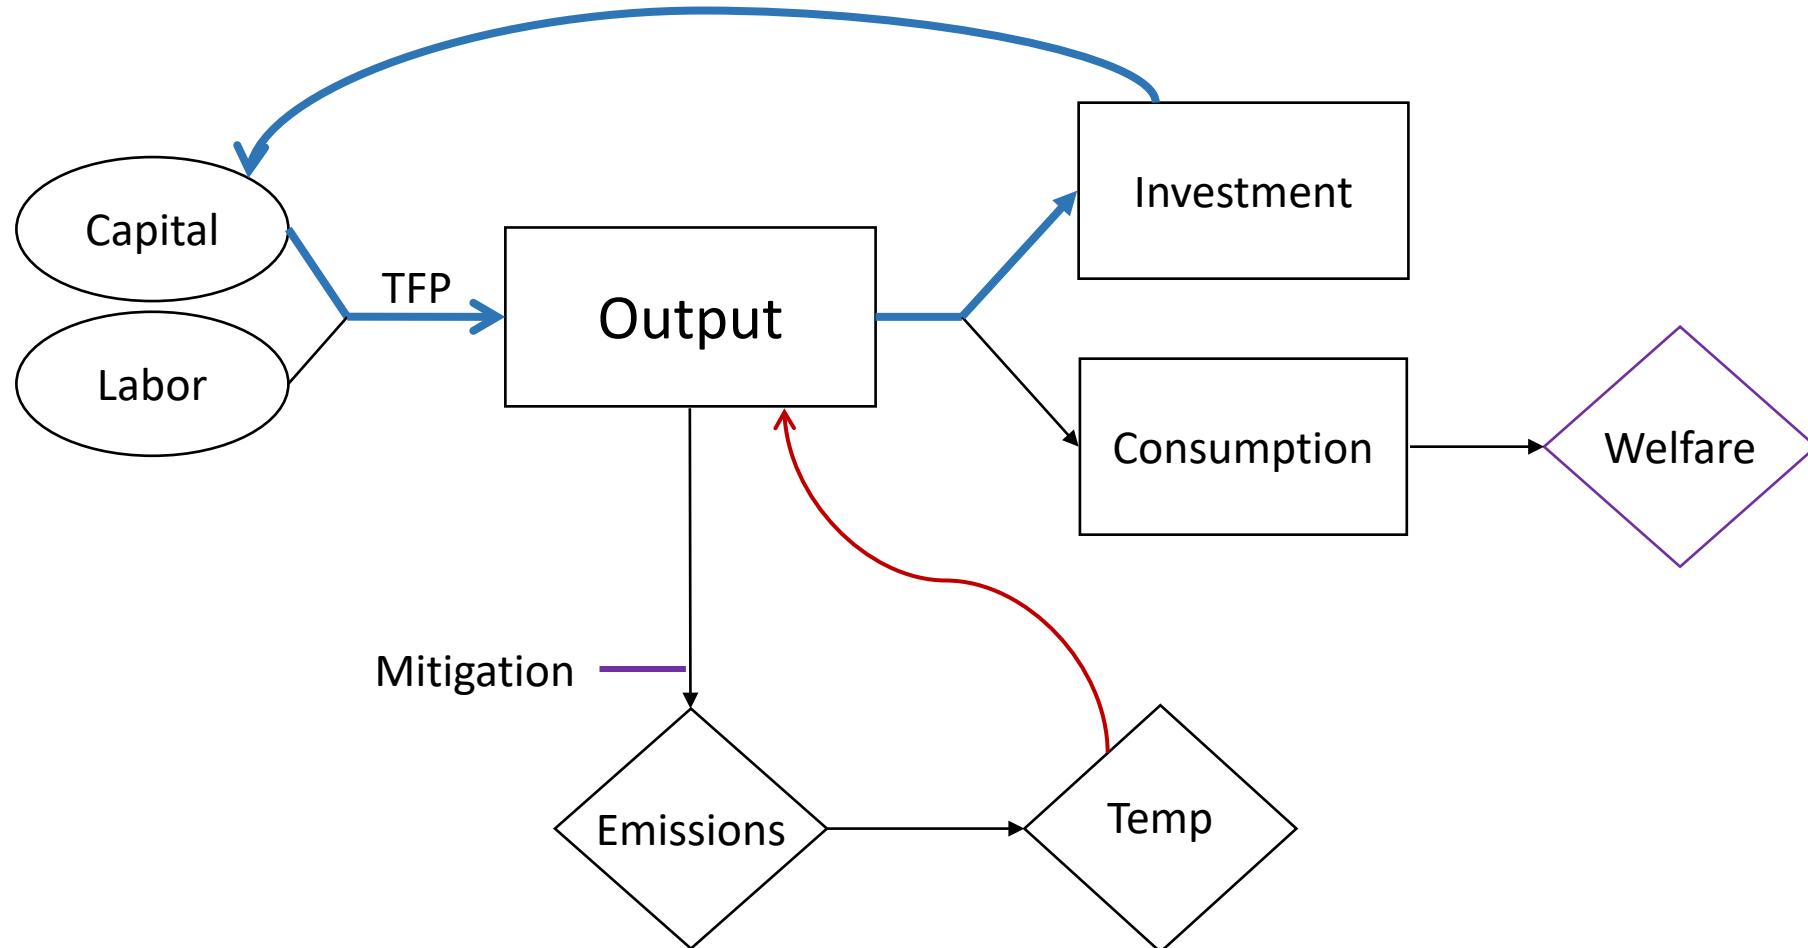 Investment
Capital
TFP
Output
Labor
Consumption
Welfare
Mitigation
Emissions
Temp